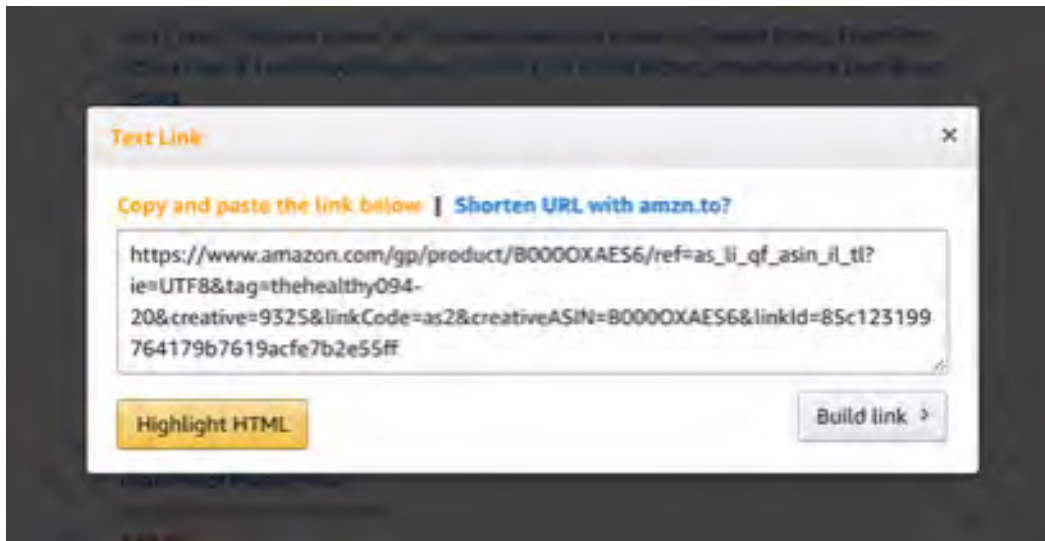 Text Link ×
Copy and paste the link below | Shorten URL with amzn.to?
https://www.amazon.com/gp/product/B000OXAES6/ref=as_li_qf_asin_il_tl?
ie=UTF8&tag=thehealthy094-
20&creative=9325&linkCode=as2&creativeASIN=B000OXAES6&linkId=85c123199
764179b7619acfe7b2e55ff
Highlight HTML
Build link >